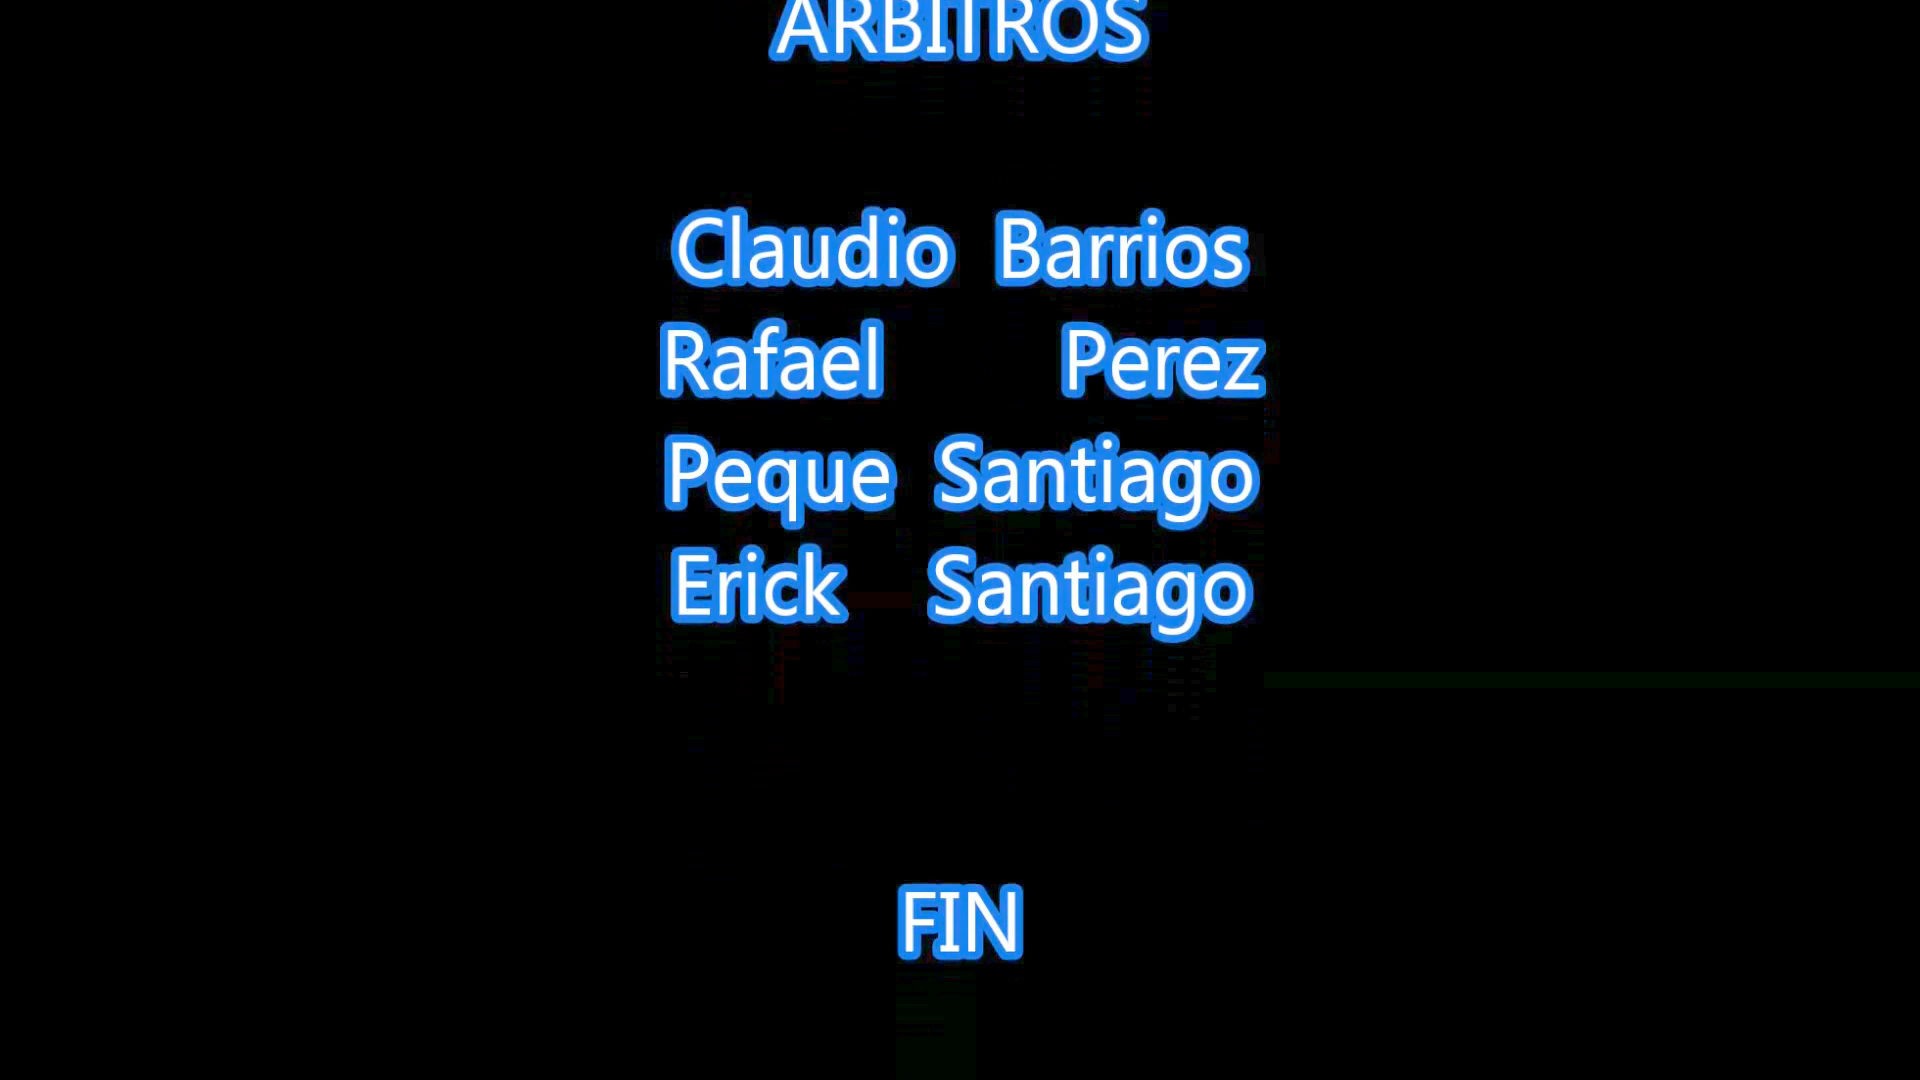 ARBITROS
Claudio Barrios
Rafael Perez
Peque Santiago
Erick Santiago
FIN